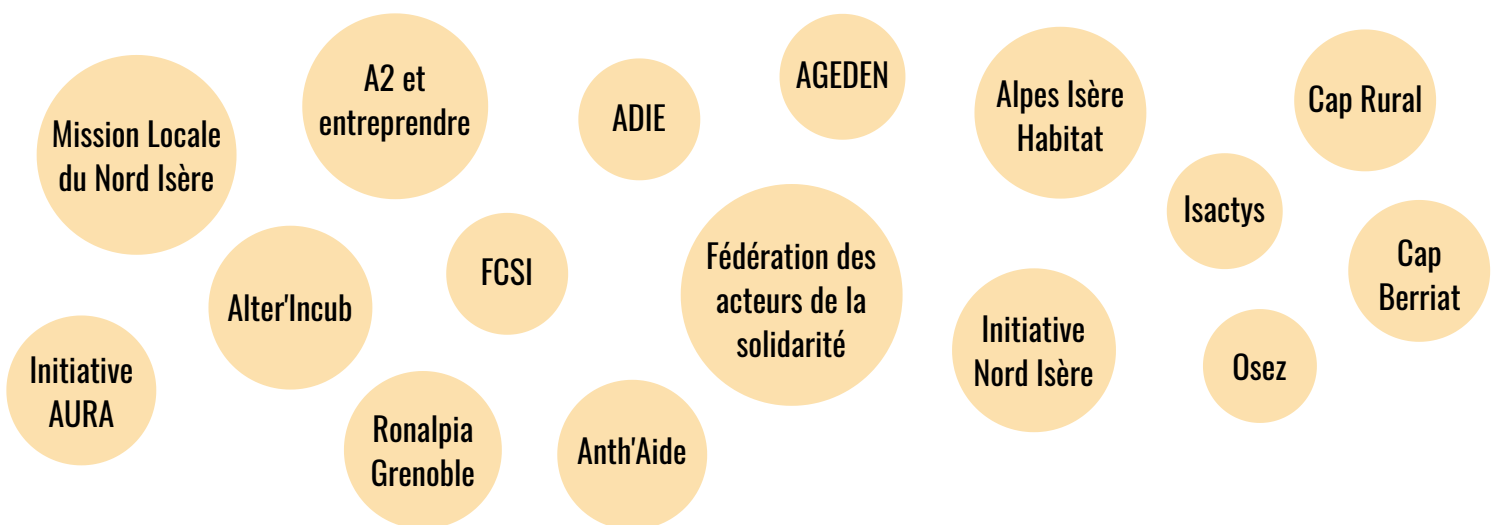 Mission Locale
du Nord Isère
A2 et
entreprendre
ADIE
AGEDEN
Alpes Isère
Habitat
Cap Rural
Isactys
Cap
Berriat
Alter'Incub
FCSI
Fédération des
acteurs de la
solidarité
Initiative
Nord Isère
Osez
Initiative
AURA
Ronalpia
Grenoble
Anth'Aide